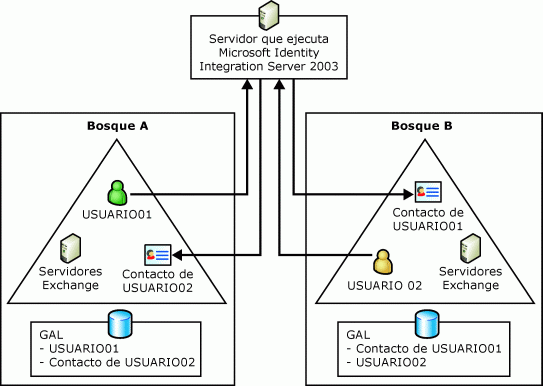 Servidor que ejecuta
Microsoft Identity
Integration Server 2003
Bosque A
USUARIO01
Servidores
Exchange
Contacto de
USUARIO02
GAL
- USUARIO01
- Contacto de USUARIO02
Bosque B
Contacto de
USUARIO01
USUARIO 02
Servidores
Exchange
GAL
- Contacto de USUARIO01
- USUARIO02